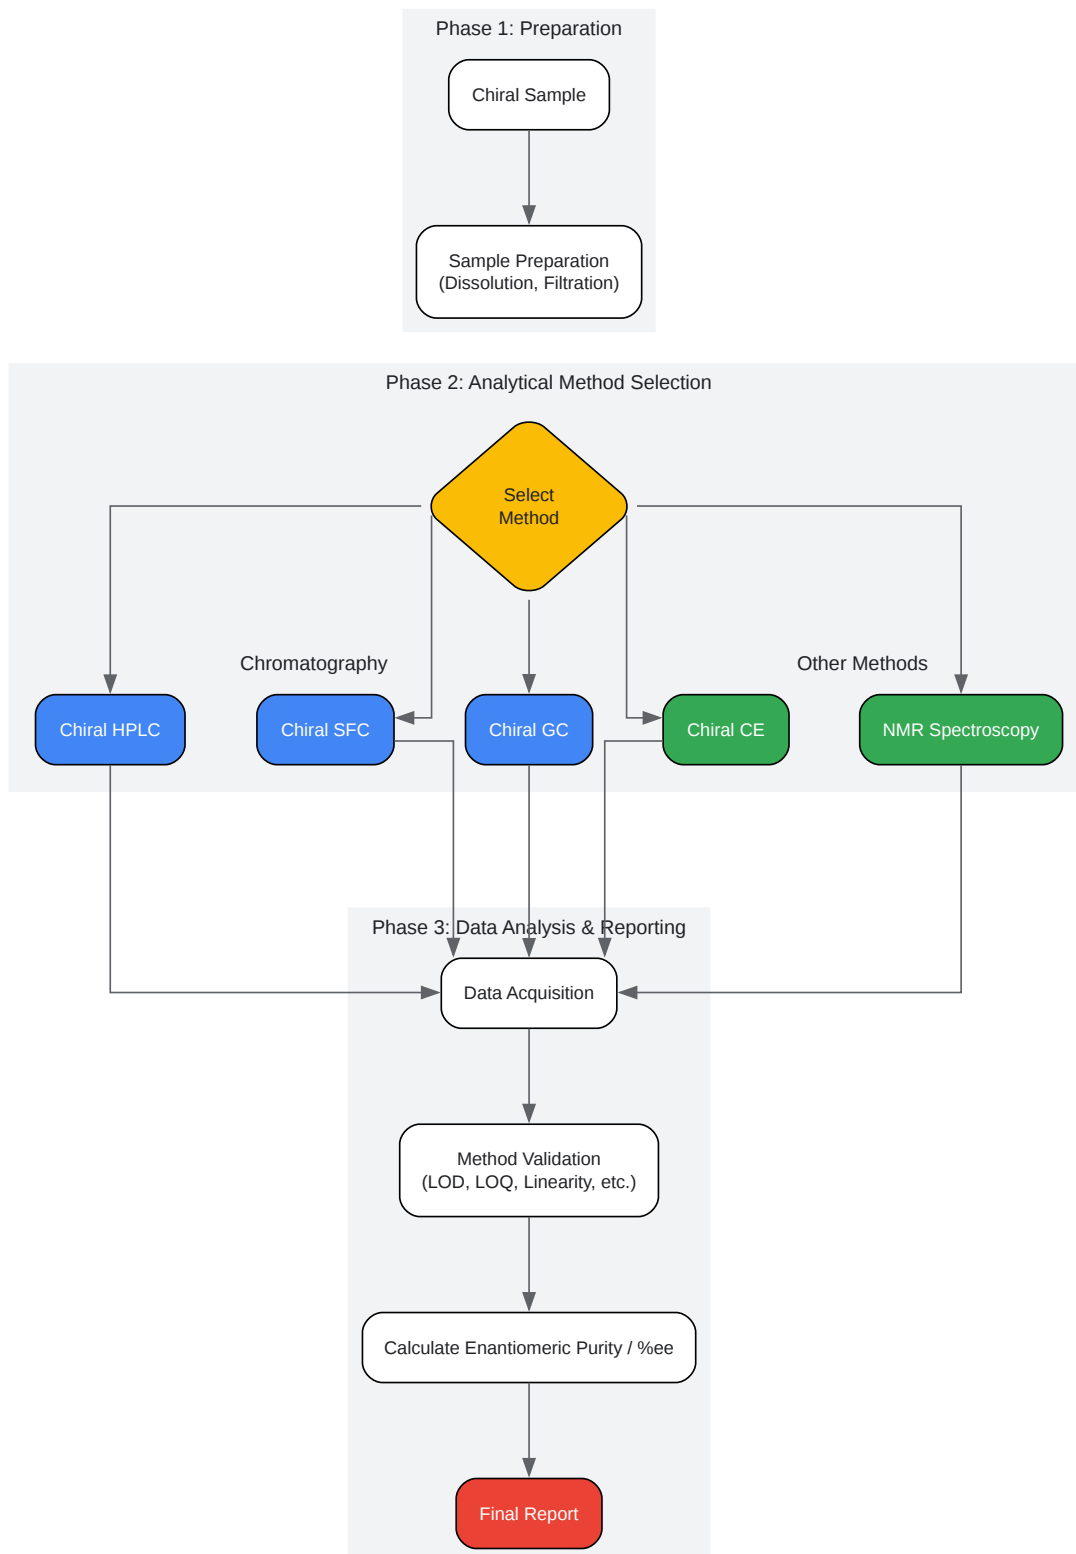 Phase 1: Preparation
Chiral Sample
Sample Preparation
(Dissolution, Filtration)
Phase 2: Analytical Method Selection
Select
Method
Chromatography
Other Methods
Chiral HPLC
Chiral SFC
Chiral GC
Chiral CE
NMR Spectroscopy
Phase 3: Data Analysis & Reporting
Data Acquisition
Method Validation
(LOD, LOQ, Linearity, etc.)
Calculate Enantiomeric Purity / %ee
Final Report